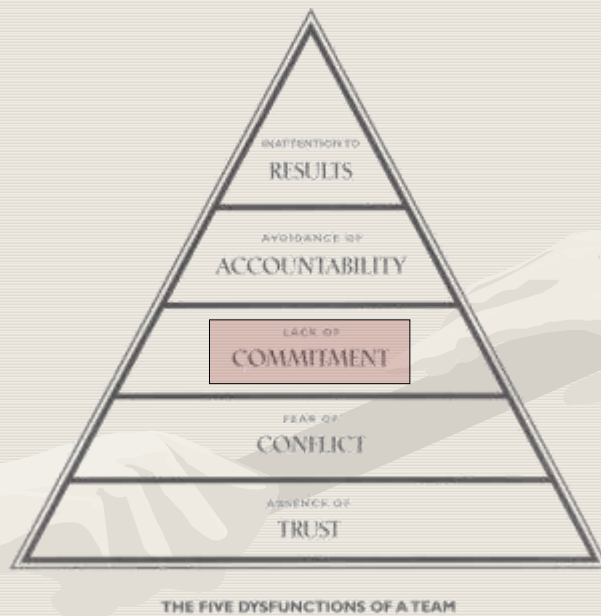 INATTENTION TO
RESULTS
AVOIDANCE OF
ACCOUNTABILITY
LACK OF
COMMITMENT
FEAR OF
CONFLICT
ABSENCE OF
TRUST
THE FIVE DYSFUNCTIONS OF A TEAM